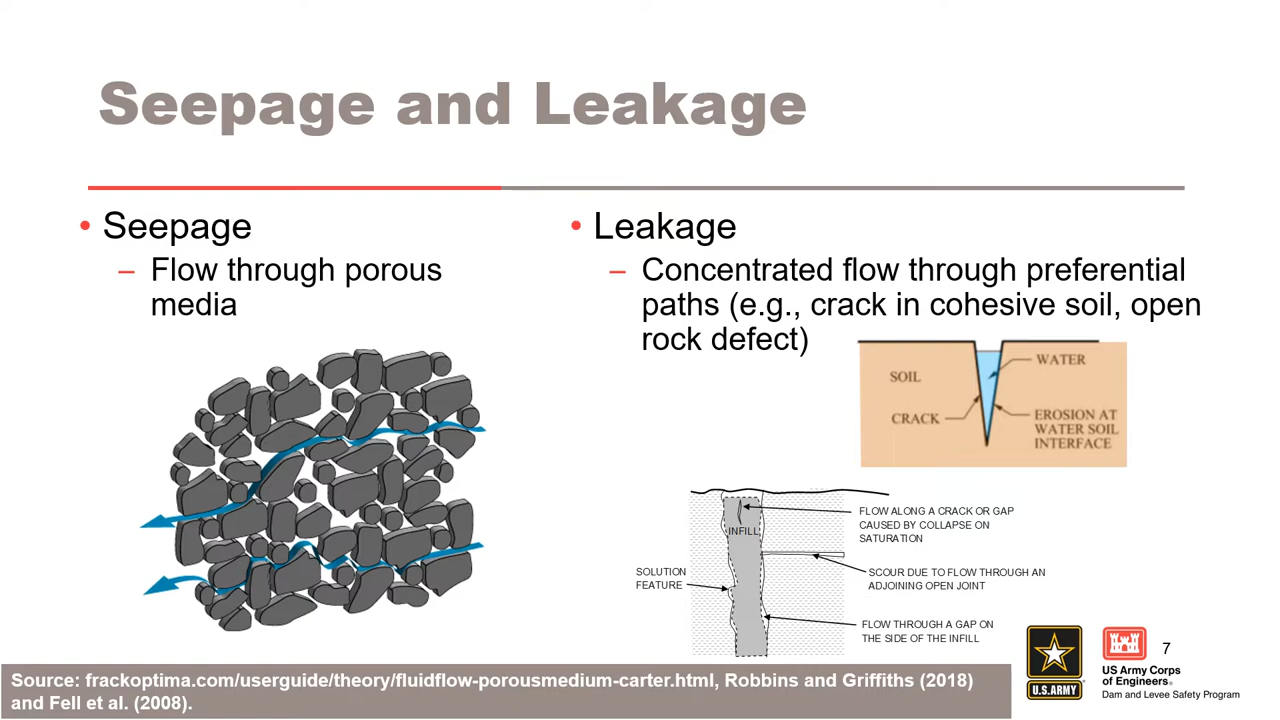 Seepage and Leakage
• Seepage
– Flow through porous
media
• Leakage
– Concentrated flow through preferential
paths (e.g., crack in cohesive soil, open
rock defect)
SOIL
WATER
CRACK
EROSION AT
WATER SOIL
INTERFACE
INFILL
FLOW ALONG A CRACK OR GAP
CAUSED BY COLLAPSE ON
SATURATION
SOLUTION
FEATURE
SCOUR DUE TO FLOW THROUGH AN
ADJOINING OPEN JOINT
FLOW THROUGH A GAP ON
THE SIDE OF THE INFILL
U.S.ARMY
US Army Corps
of Engineers®
Dam and Levee Safety Program
7
Source: frackoptima.com/userguide/theory/fluidflow-porousmedium-carter.html, Robbins and Griffiths (2018)
and Fell et al. (2008).